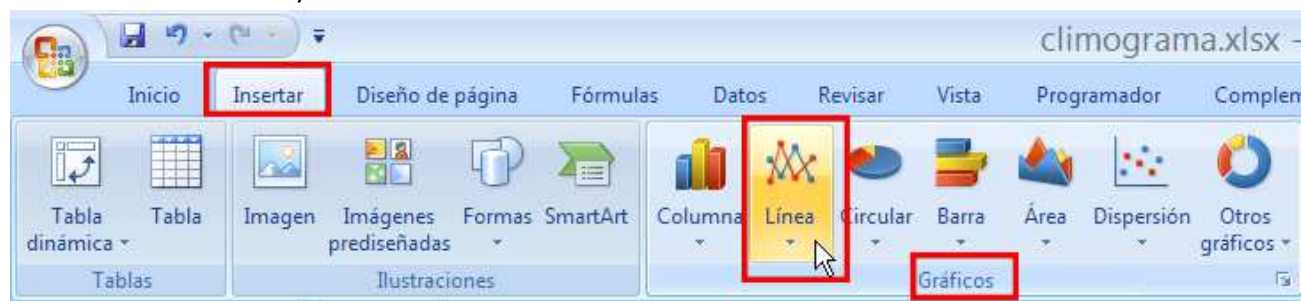 climograma.xlsx -
Inicio Insertar Diseño de página Fórmulas Datos Revisar Vista Programador Complem
Tabla dinámica Tabla Imagen Imágenes prediseñadas Formas SmartArt Columna Línea Circular Barra Área Dispersión Otros gráficos
Tablas Ilustraciones Gráficos